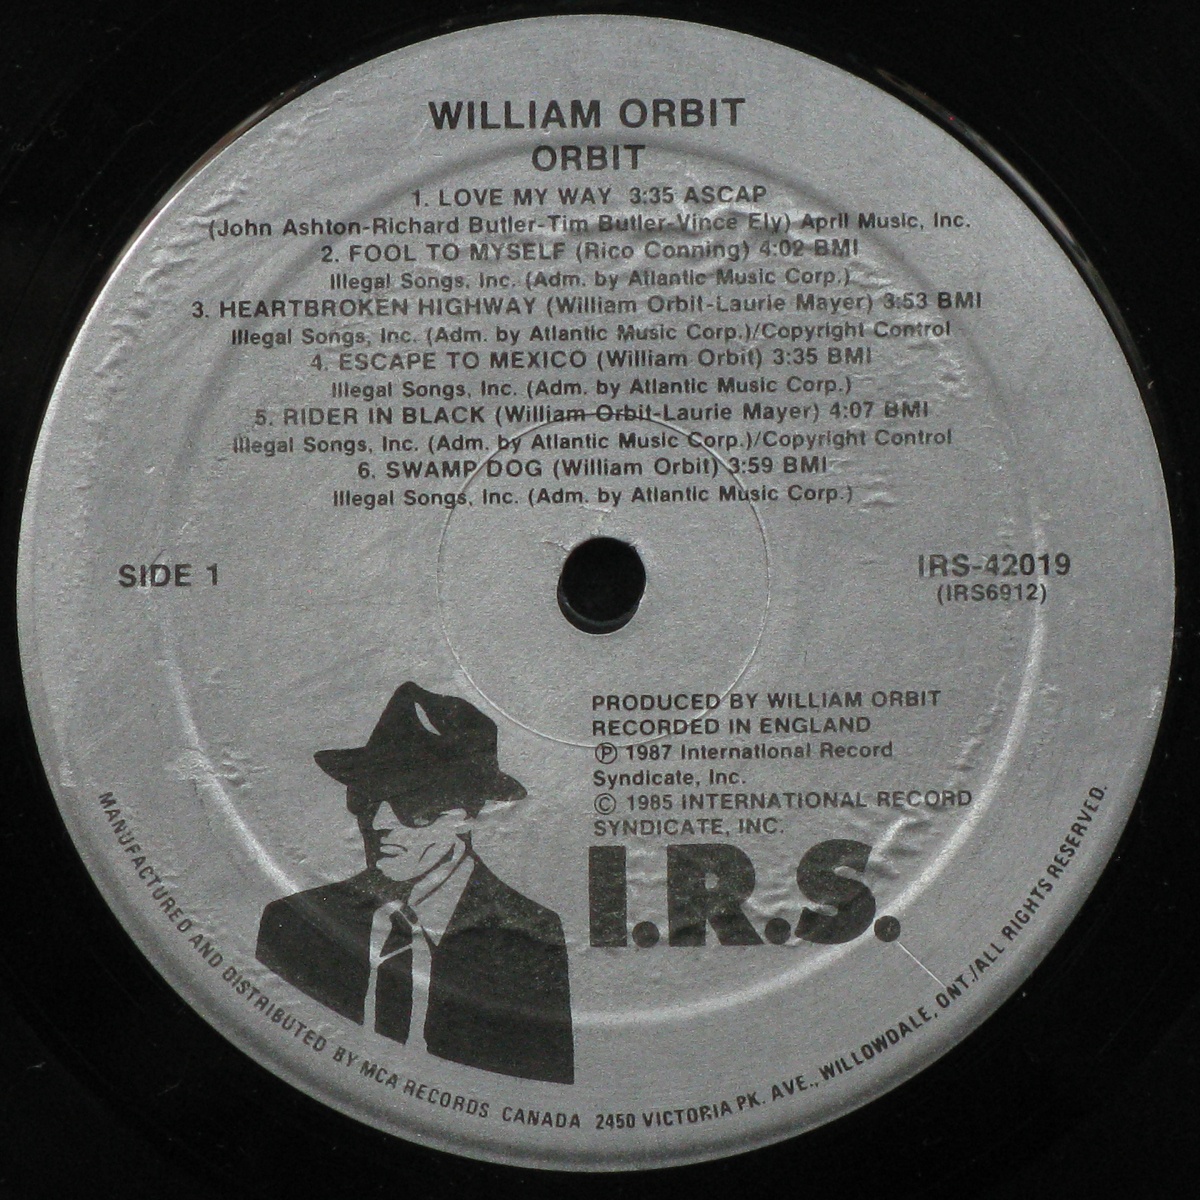 WILLIAM ORBIT
ORBIT
1. LOVE MY WAY 3:35 ASCAP
(John Ashton-Richard Butler-Tim Butler-Vince Ely) April Music, Inc.
2. FOOL TO MYSELF (Rico Conning) 4:02 BMI
Illegal Songs, Inc. (Adm. by Atlantic Music Corp.)
3. HEARTBROKEN HIGHWAY (William Orbit-Laurie Mayer) 3:53 BMI
Illegal Songs, Inc. (Adm. by Atlantic Music Corp.)/Copyright Control
4. ESCAPE TO MEXICO (William Orbit) 3:35 BMI
Illegal Songs, Inc. (Adm. by Atlantic Music Corp.)
5. RIDER IN BLACK (William Orbit-Laurie Mayer) 4:07 BMI
Illegal Songs, Inc. (Adm. by Atlantic Music Corp.)/Copyright Control
6. SWAMP DOG (William Orbit) 3:59 BMI
Illegal Songs, Inc. (Adm. by Atlantic Music Corp.)
SIDE 1
IRS-42019
(IRS6912)
PRODUCED BY WILLIAM ORBIT
RECORDED IN ENGLAND
℗ 1987 International Record
Syndicate, Inc.
© 1985 INTERNATIONAL RECORD
SYNDICATE, INC.
I.R.S.
MANUFACTURED AND DISTRIBUTED BY MCA RECORDS CANADA 2450 VICTORIA PK. AVE., WILLOWDALE, ONT./ALL RIGHTS RESERVED.